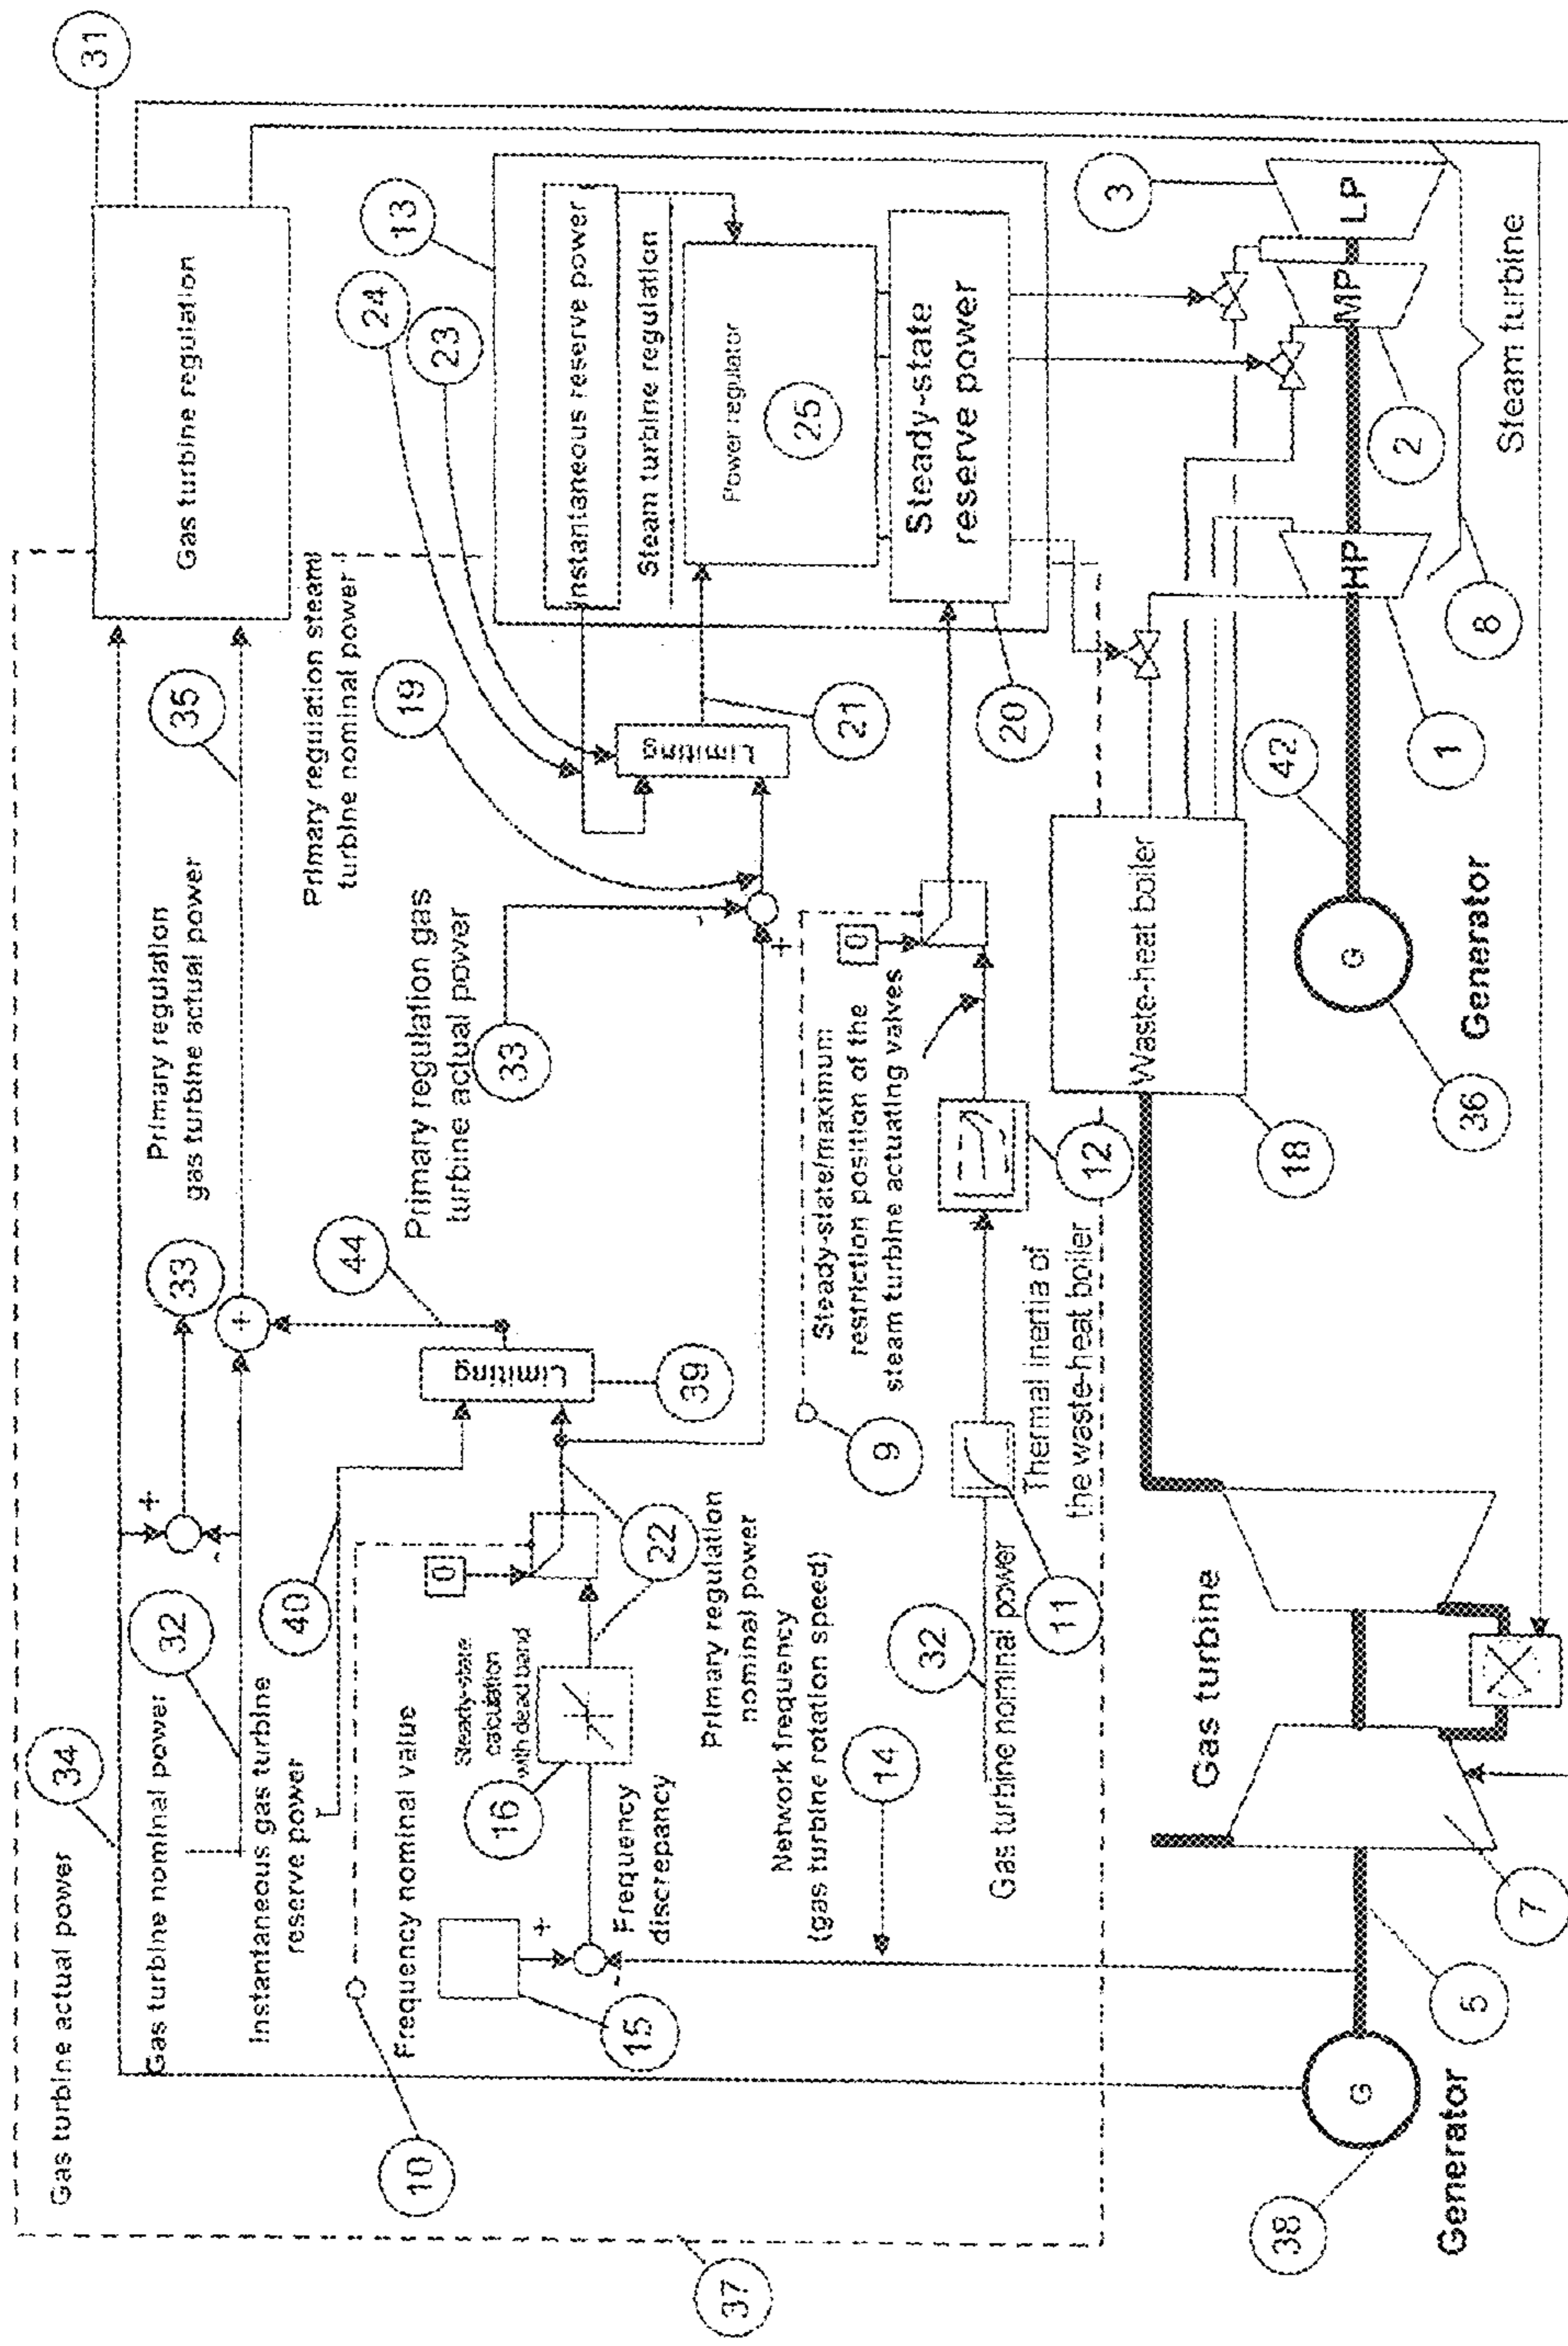 31
Gas turbine regulation
Gas turbine actual power
34
Gas turbine nominal power
32
+
-
33
+
Primary regulation
gas turbine actual power
35
Instantaneous gas turbine
reserve power
40
44
Limiting
39
Primary regulation steam
turbine nominal power
19
24
23
13
10
Frequency nominal value
15
+
-
Frequency
discrepancy
16
Steady-state
calculation
with dead band
0
22
Primary regulation
nominal power
Primary regulation gas
turbine actual power
33
-
+
Limiting
21
Instantaneous reserve power
Steam turbine regulation
Power regulator
25
Steady-state
reserve power
20
Network frequency
(gas turbine rotation speed)
14
9
Steady-state/maximum
restriction position of the
steam turbine actuating valves
0
32
Gas turbine nominal power
11
Thermal inertia of
the waste-heat boiler
12
37
Waste-heat boiler
18
Gas turbine
7
5
G
38
Generator
G
36
Generator
42
HP
1
MP
2
LP
3
8
Steam turbine